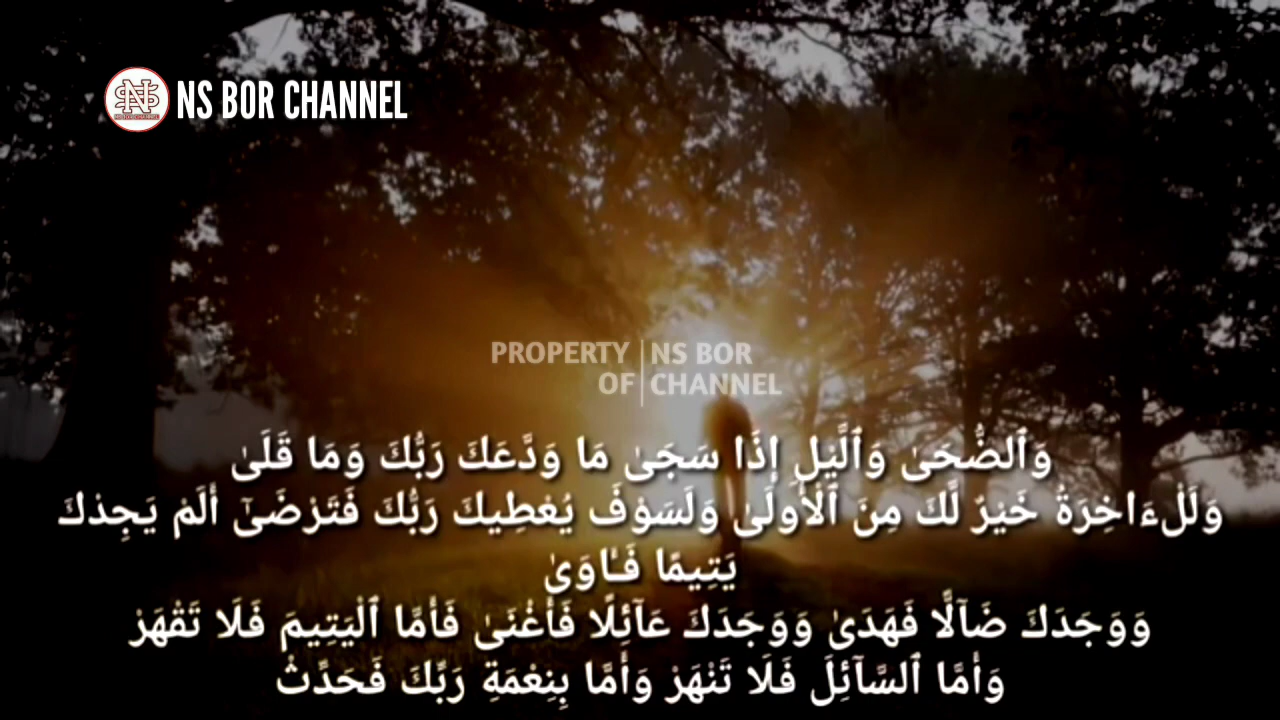 NS BOR CHANNEL
PROPERTY OF
NS BOR CHANNEL
وَٱلضُّحَىٰ وَٱلَّيْلِ إِذَا سَجَىٰ مَا وَدَّعَكَ رَبُّكَ وَمَا قَلَىٰ
وَلَلْءَاخِرَةُ خَيْرٌ لَّكَ مِنَ ٱلْأُولَىٰ وَلَسَوْفَ يُعْطِيكَ رَبُّكَ فَتَرْضَىٰٓ أَلَمْ يَجِدْكَ
يَتِيمًا فَـَٔاوَىٰ
وَوَجَدَكَ ضَآلًّا فَهَدَىٰ وَوَجَدَكَ عَآئِلًا فَأَغْنَىٰ فَأَمَّا ٱلْيَتِيمَ فَلَا تَقْهَرْ
وَأَمَّا ٱلسَّآئِلَ فَلَا تَنْهَرْ وَأَمَّا بِنِعْمَةِ رَبِّكَ فَحَدِّثْ